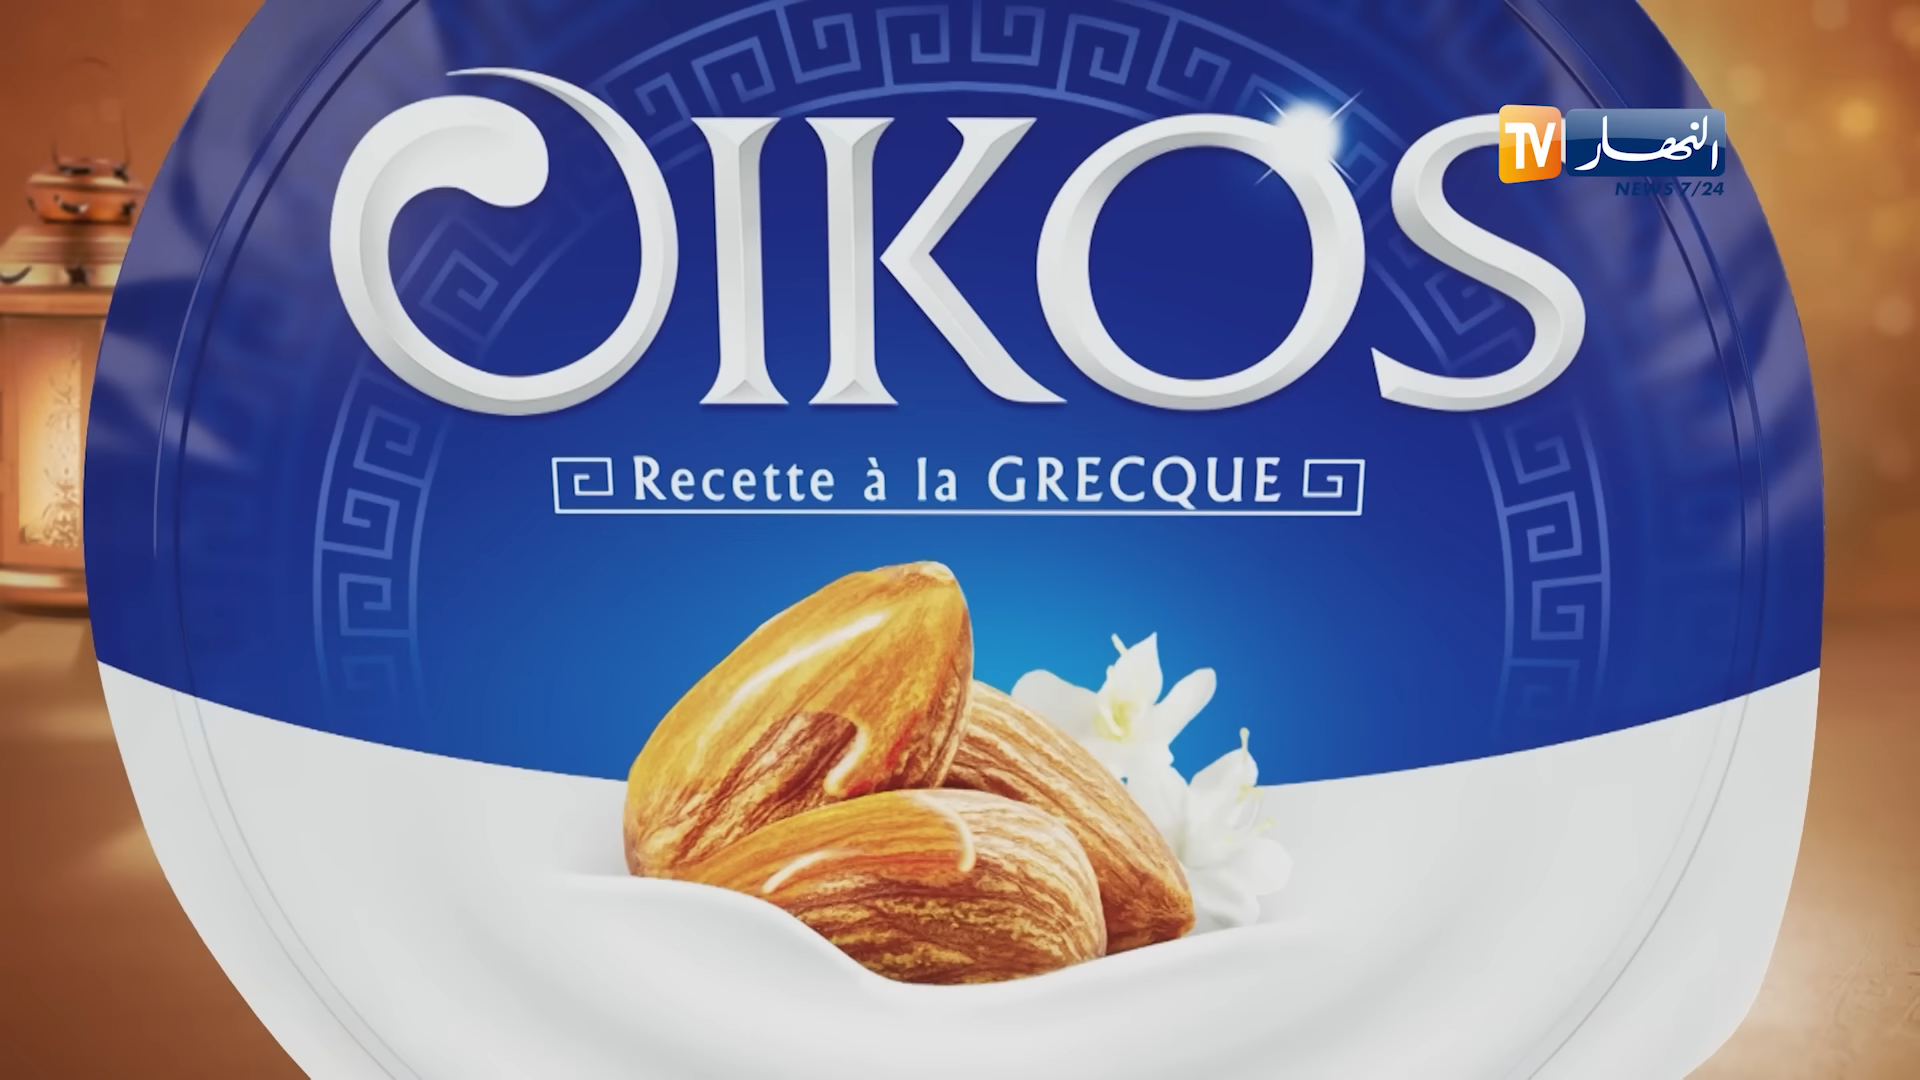 OIKOS
TV النهار
NEWS 7/24
Recette à la GRECQUE